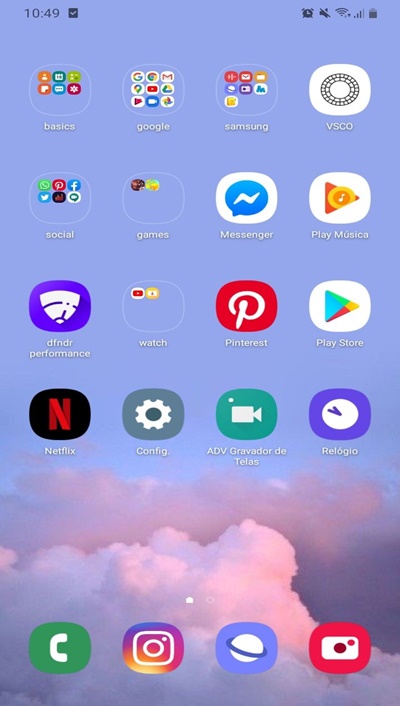 10:49
basics
google
samsung
VSCO
social
games
Messenger
Play Música
dfndr
performance
watch
Pinterest
Play Store
Netflix
Config.
ADV Gravador de
Telas
Relógio